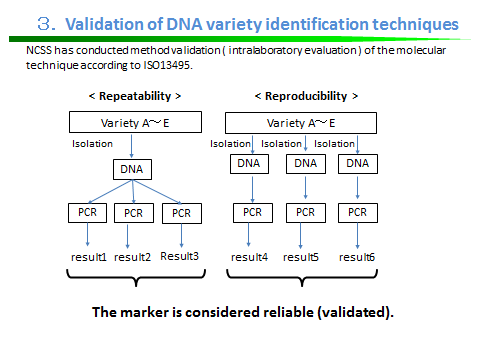 ３．Validation of DNA variety identification techniques
NCSS has conducted method validation ( intralaboratory evaluation ) of the molecular
technique according to ISO13495.
< Repeatability > < Reproducibility >
Variety A～E Variety A～E
Isolation Isolation Isolation Isolation
DNA DNA DNA DNA
PCR PCR PCR PCR PCR PCR
result1 result2 Result3 result4 result5 result6
The marker is considered reliable (validated).